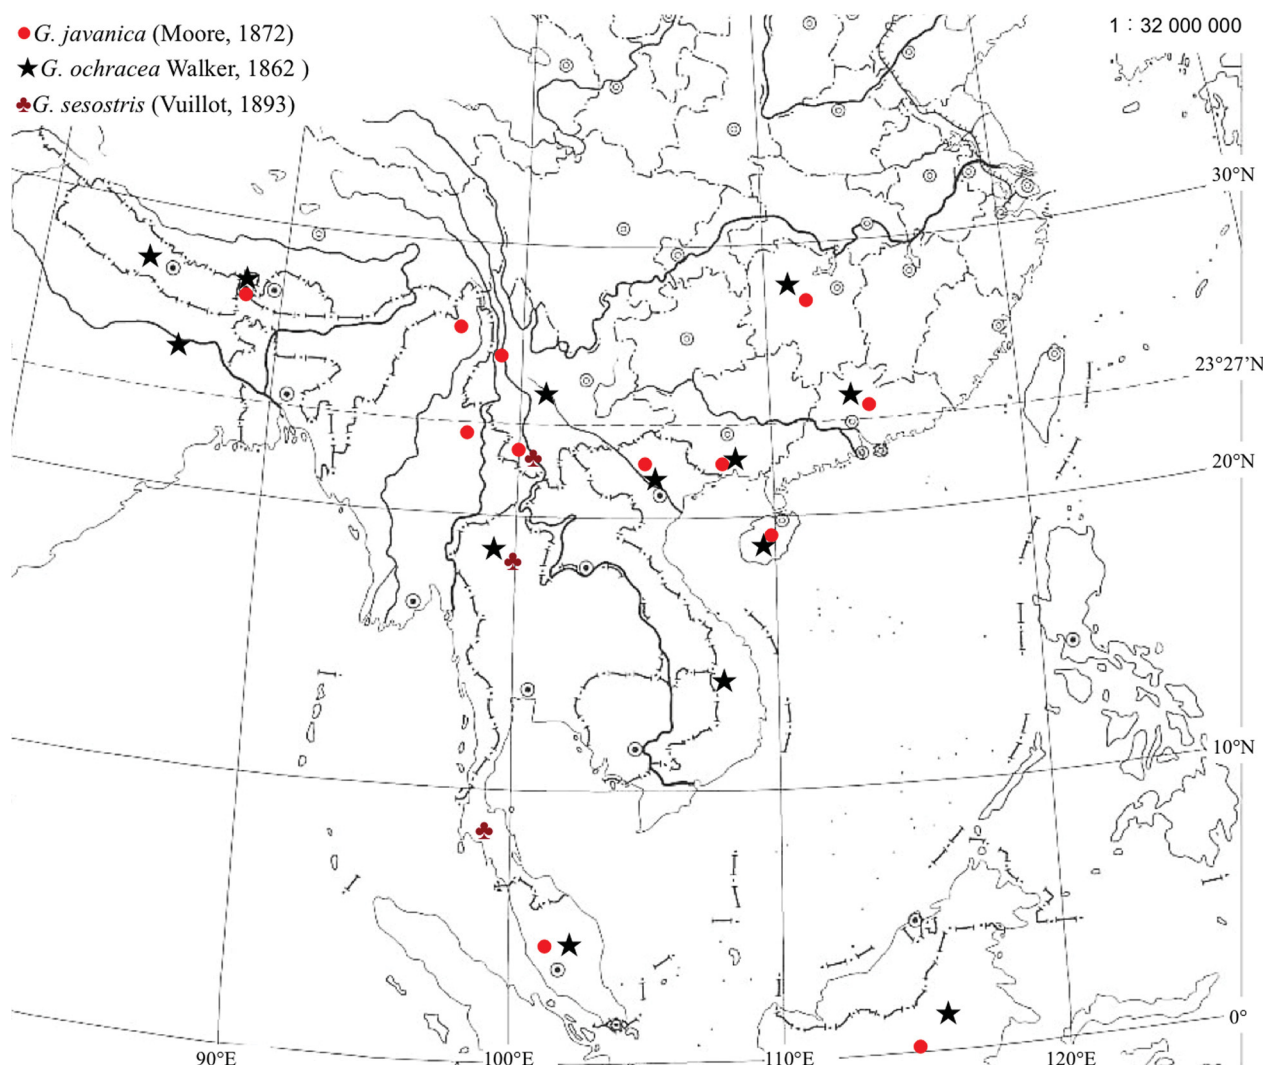 G. javanica (Moore, 1872)
1 : 32 000 000
G. ochracea Walker, 1862 )
G. sesostris (Vuillot, 1893)
30°N
23°27’N
20°N
10°N
0°
90°E
100°E
110°E
120°E